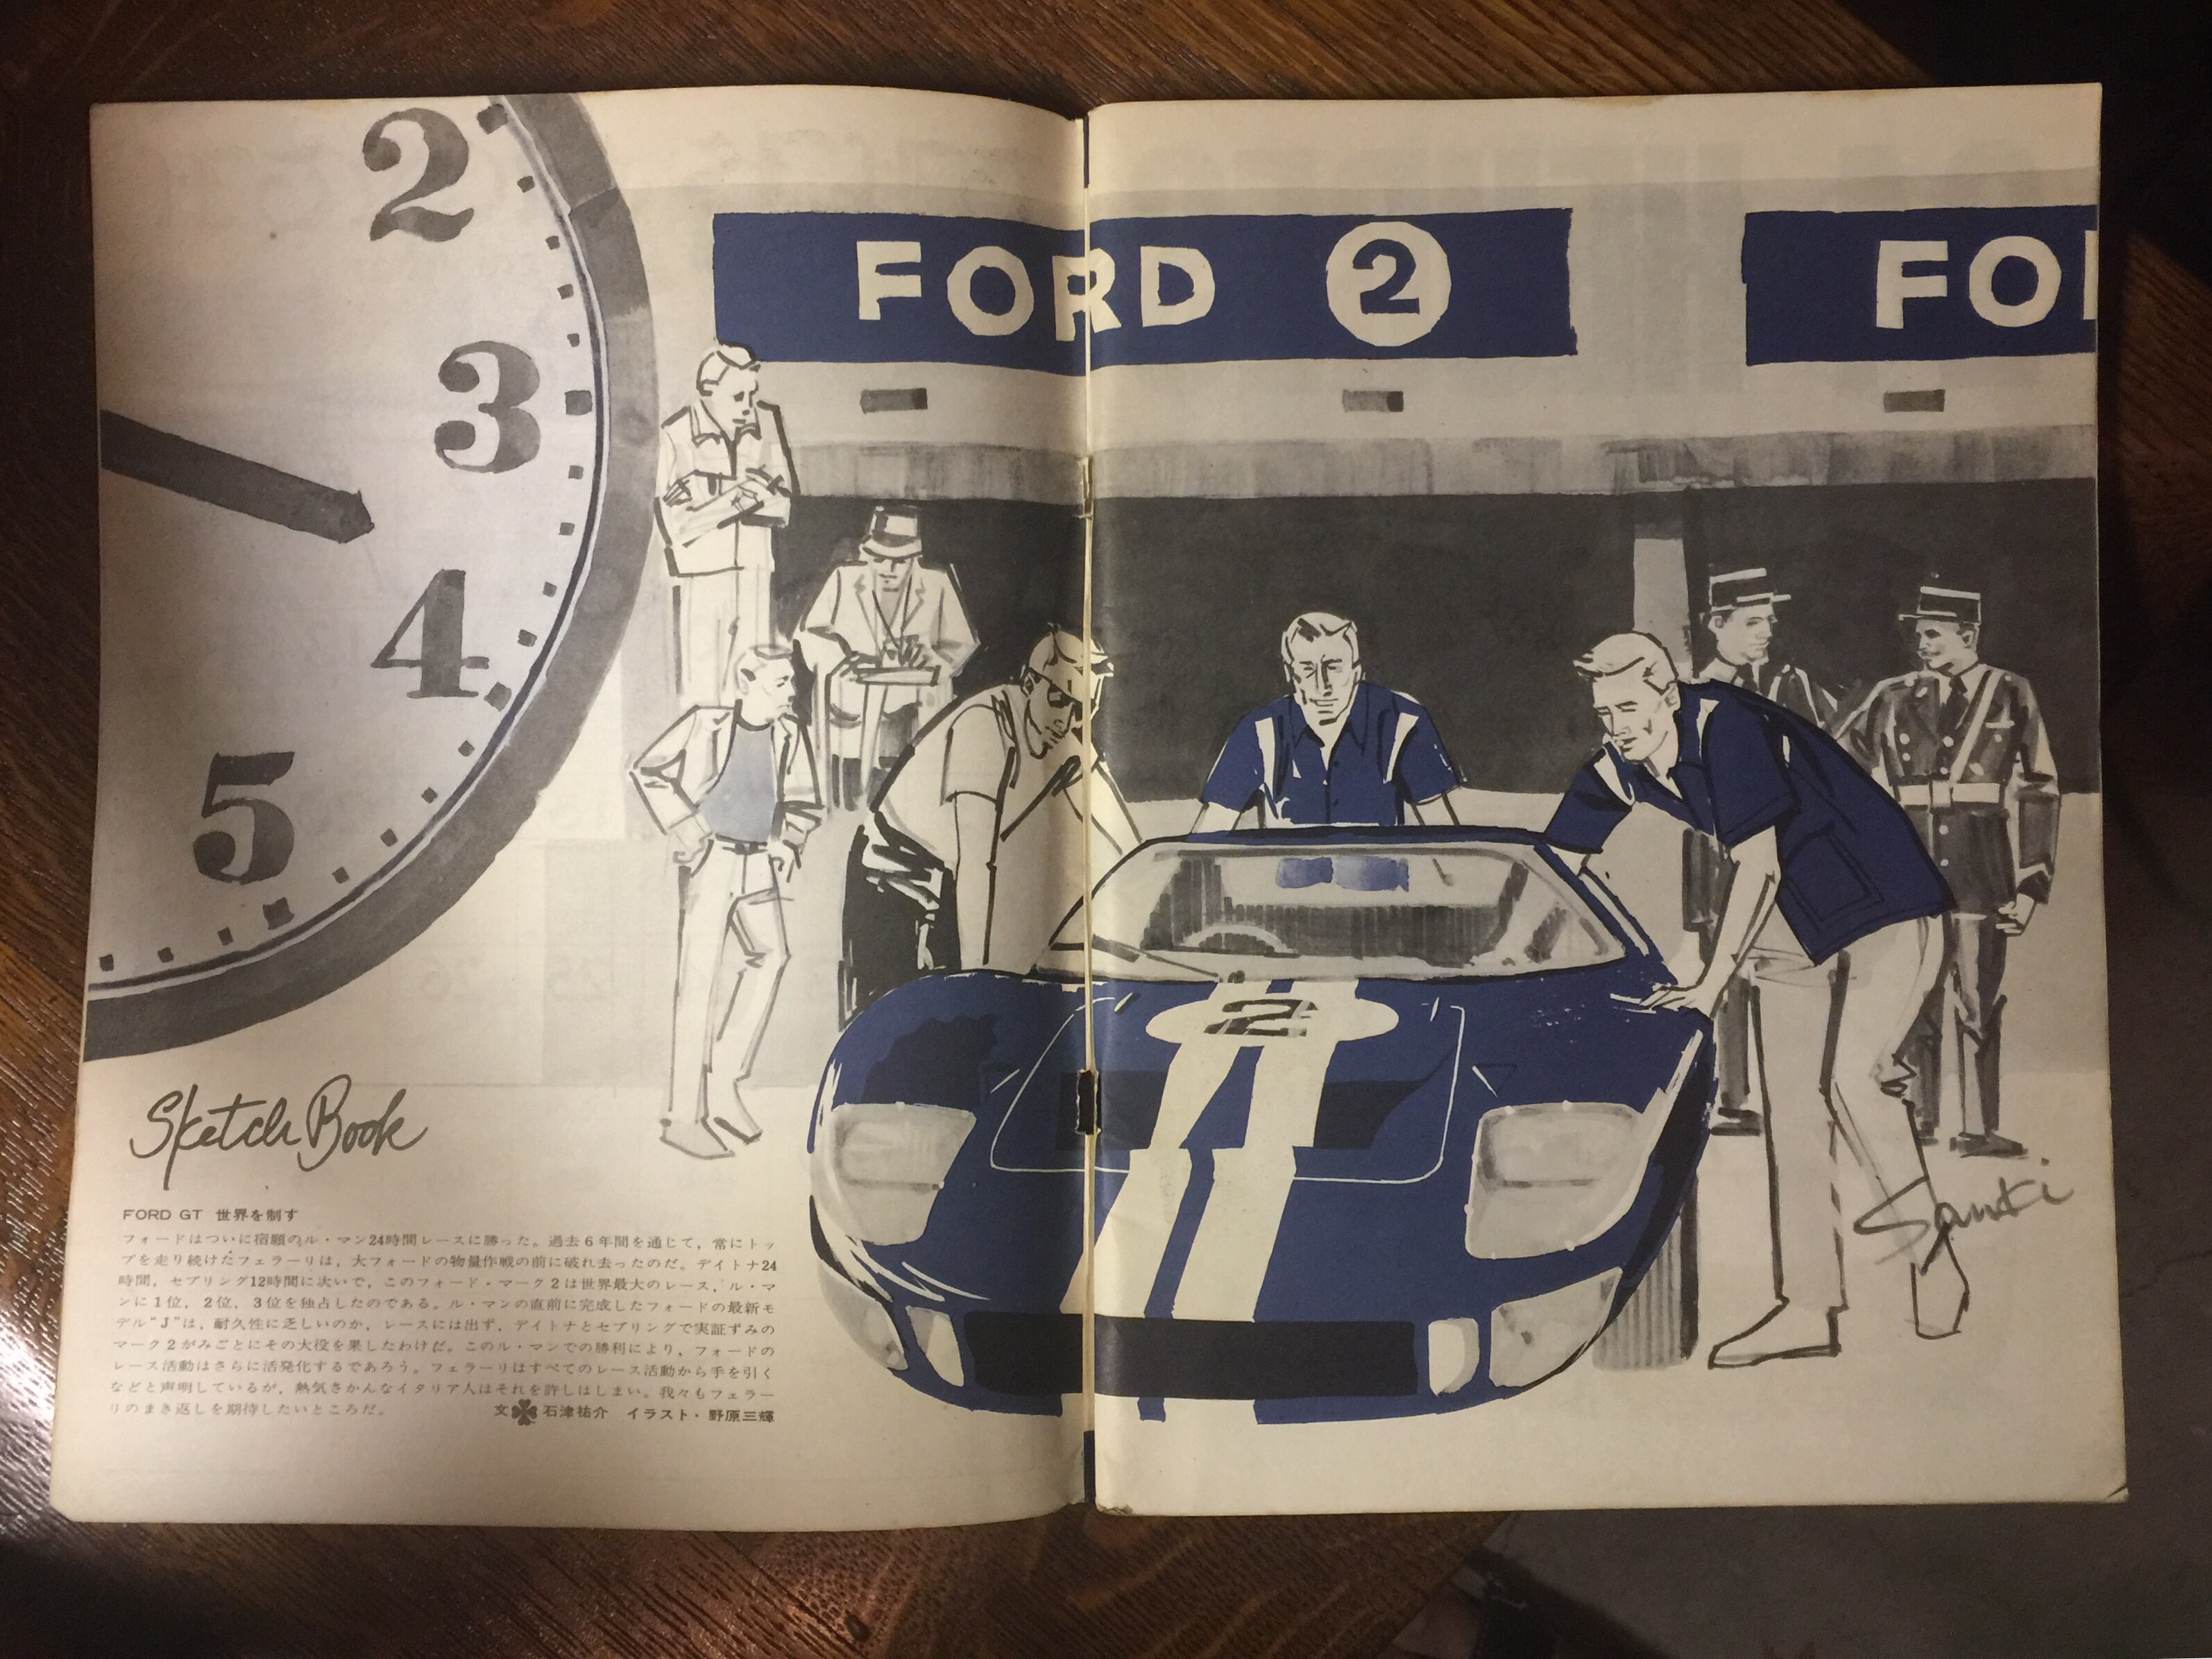 2
3
4
5
FORD 2
FO
2
Sketch Book
Sanki
FORD GT 世界を制す
フォードはついに宿願のル・マン24時間レースに勝った。過去6年間を通じて，常にトッ
プを走り続けたフェラーリは，大フォードの物量作戦の前に破れ去ったのだ。デイトナ24
時間，セブリング12時間に次いで，このフォード・マーク2は世界最大のレース，ル・マ
ンに1位，2位，3位を独占したのである。ル・マンの直前に完成したフォードの最新モ
デル“J”は，耐久性に乏しいのか，レースには出ず，デイトナとセブリングで実証ずみの
マーク2がみごとにその大役を果したわけだ。このル・マンでの勝利により，フォードの
レース活動はさらに活発化するであろう。フェラーリはすべてのレース活動から手を引く
などと声明しているが，熱気さかんなイタリア人はそれを許しはしまい。我々もフェラー
リのまき返しを期待したいところだ。
文 石津祐介 イラスト・野原三輝